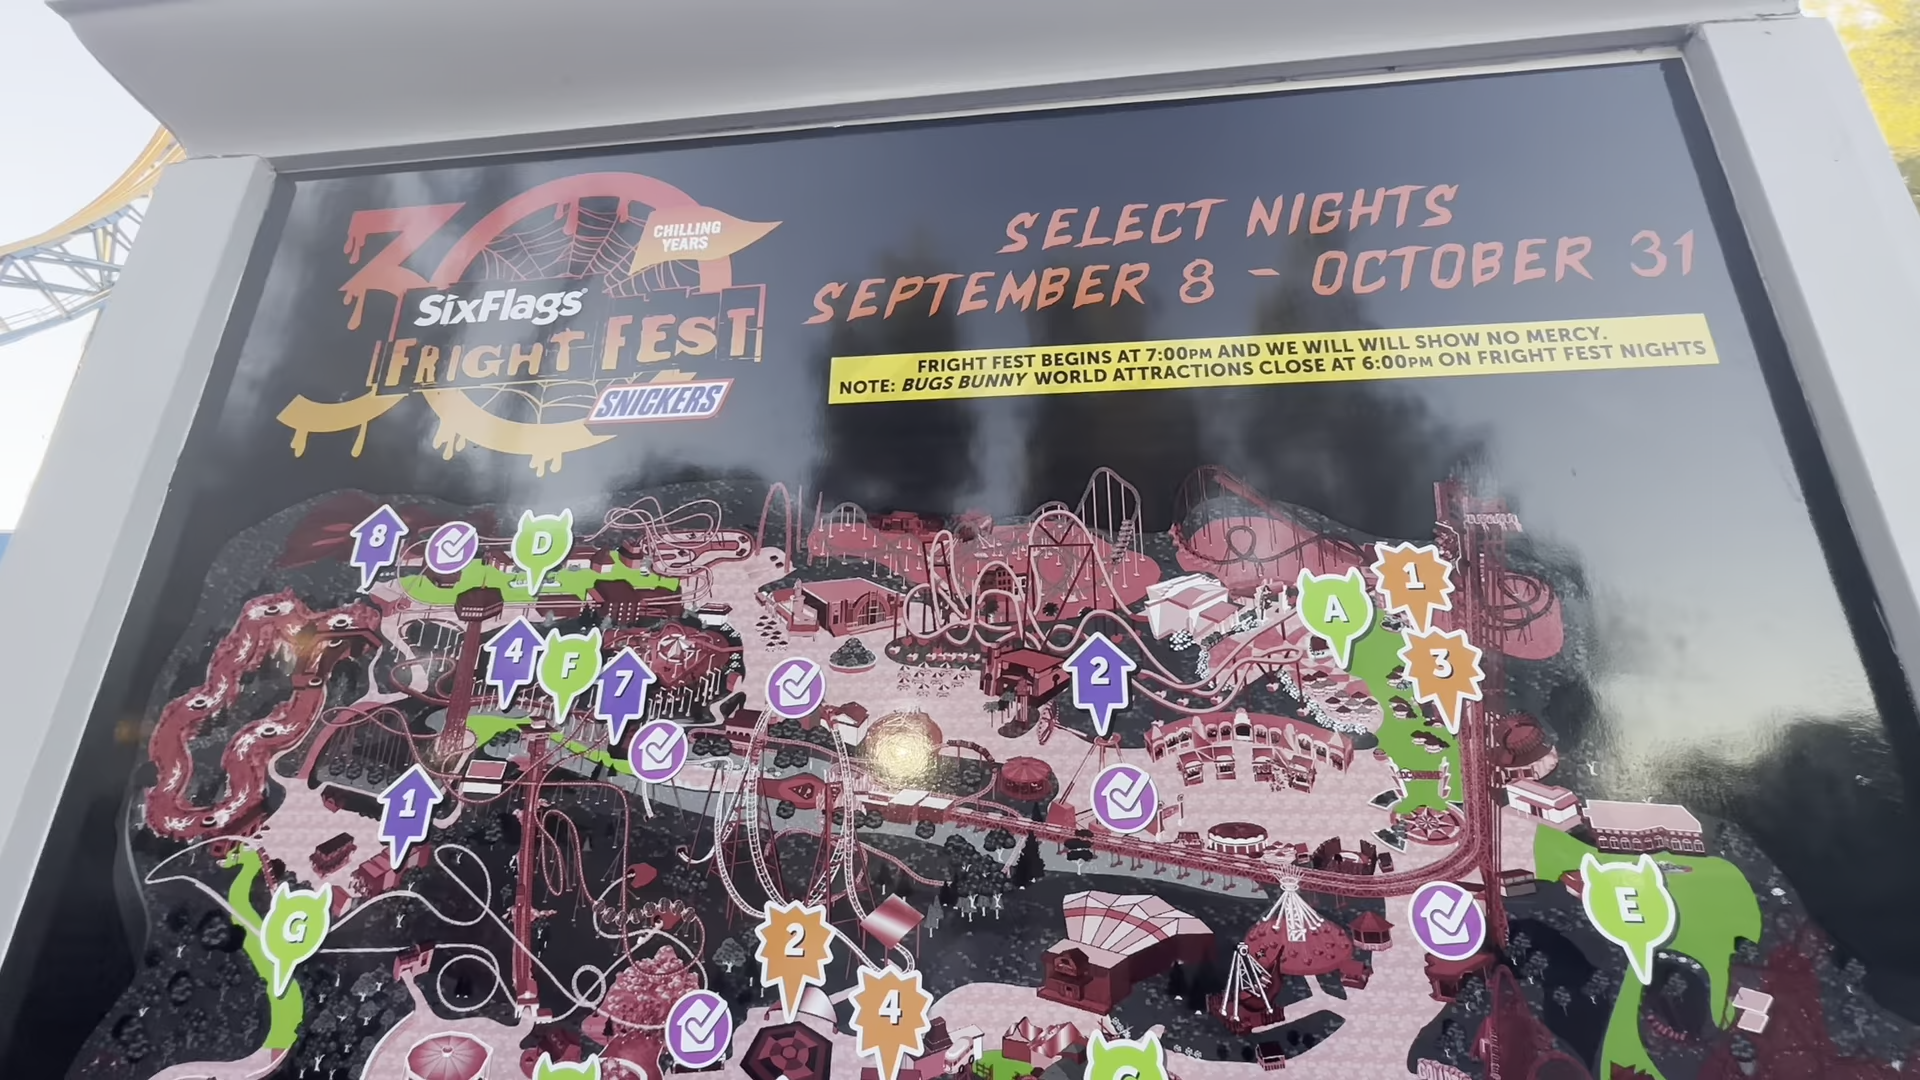 30
CHILLING
YEARS
SixFlags
FRIGHT FEST
SNICKERS
SELECT NIGHTS
SEPTEMBER 8 - OCTOBER 31
FRIGHT FEST BEGINS AT 7:00PM AND WE WILL WILL SHOW NO MERCY.
NOTE: BUGS BUNNY WORLD ATTRACTIONS CLOSE AT 6:00PM ON FRIGHT FEST NIGHTS
8
D
1
A
4
F
7
2
3
1
G
E
2
4